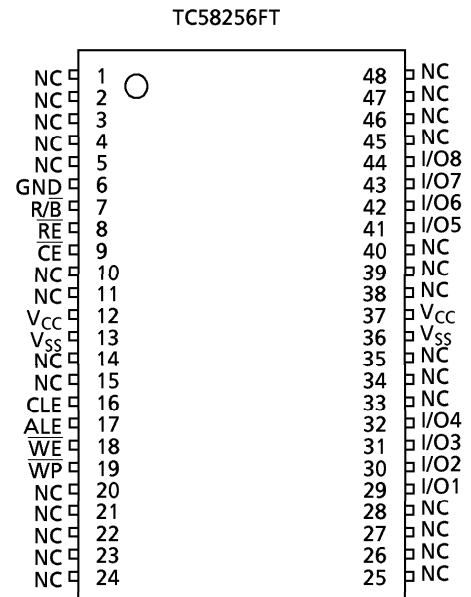 TC58256FT
NC 1 48 NC
NC 2 47 NC
NC 3 46 NC
NC 4 45 NC
NC 5 44 I/O8
GND 6 43 I/O7
R/B̅ 7 42 I/O6
R̅E̅ 8 41 I/O5
C̅E̅ 9 40 NC
NC 10 39 NC
NC 11 38 NC
VCC 12 37 VCC
VSS 13 36 VSS
NC 14 35 NC
NC 15 34 NC
CLE 16 33 NC
ALE 17 32 I/O4
W̅E̅ 18 31 I/O3
W̅P̅ 19 30 I/O2
NC 20 29 I/O1
NC 21 28 NC
NC 22 27 NC
NC 23 26 NC
NC 24 25 NC